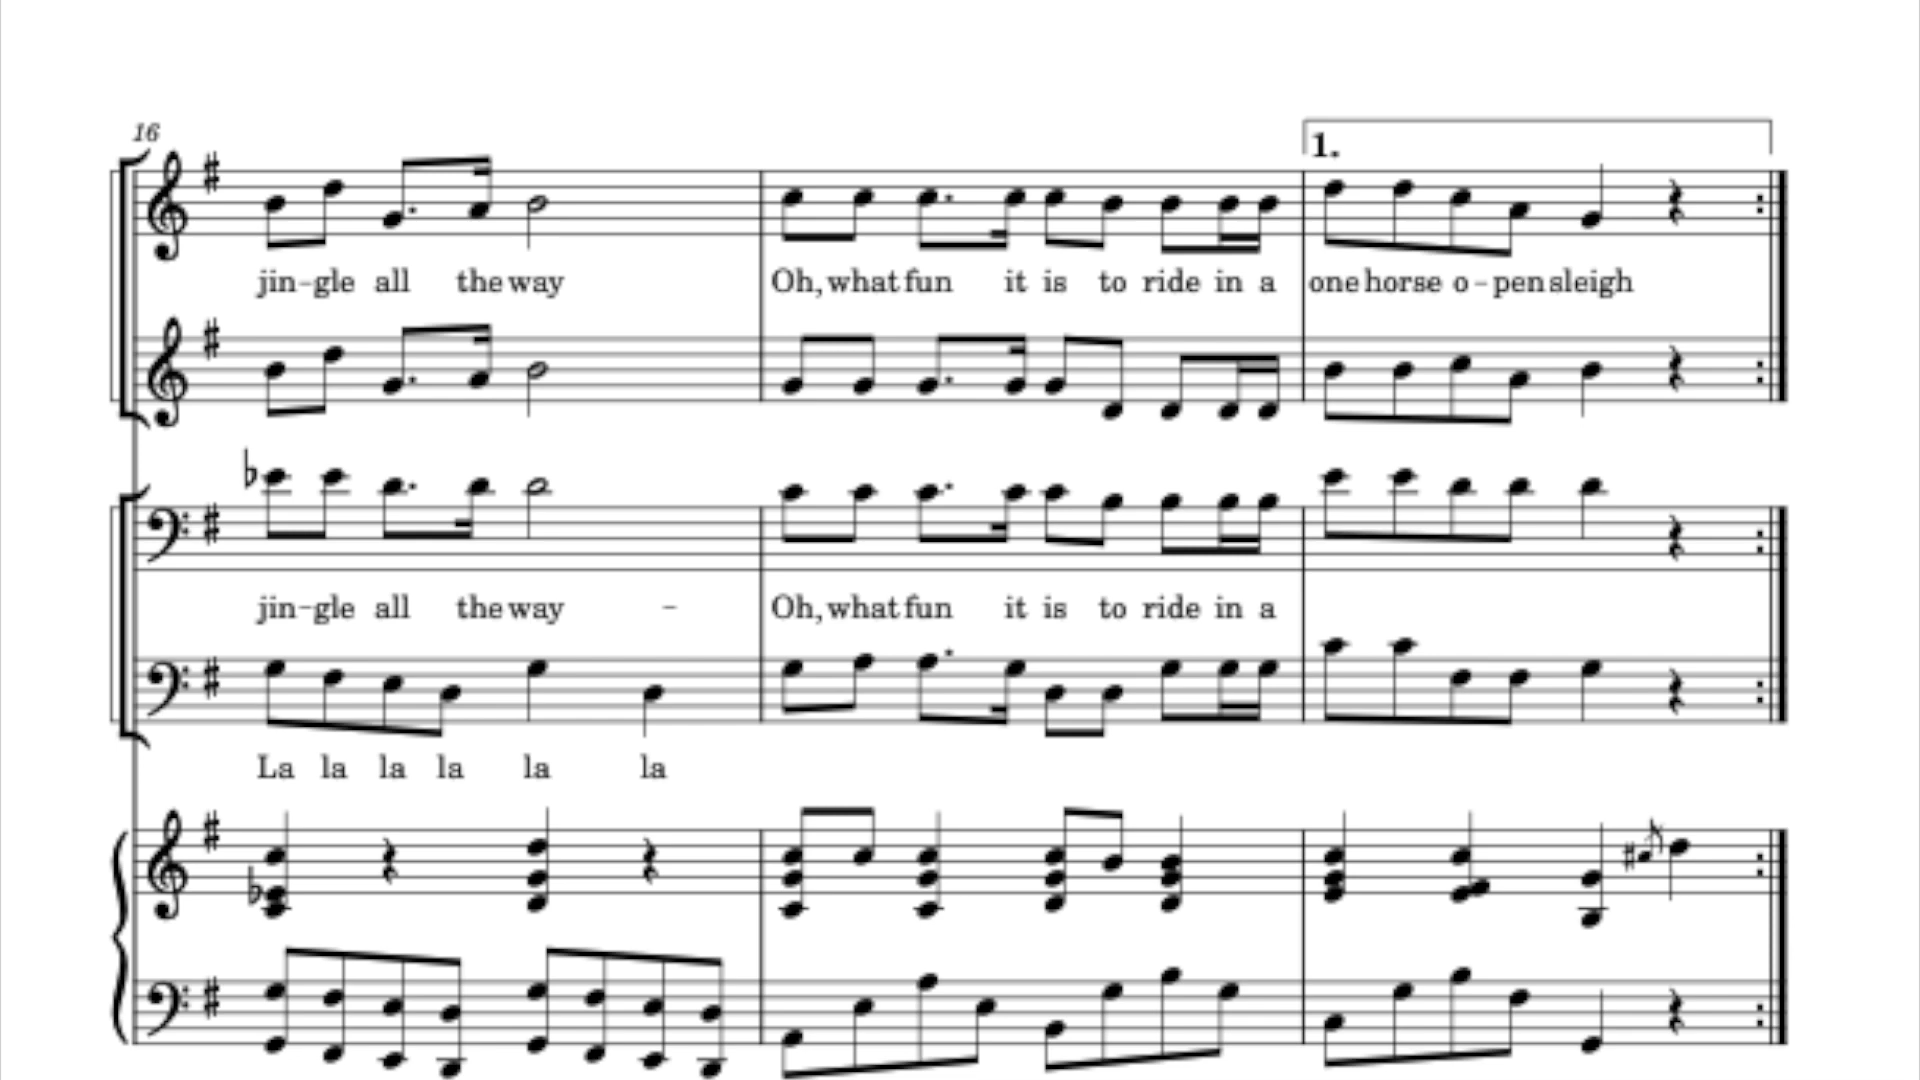 16
1.
jin-gle all the way Oh, what fun it is to ride in a one horse o-pen sleigh
jin-gle all the way - Oh, what fun it is to ride in a
La la la la la la